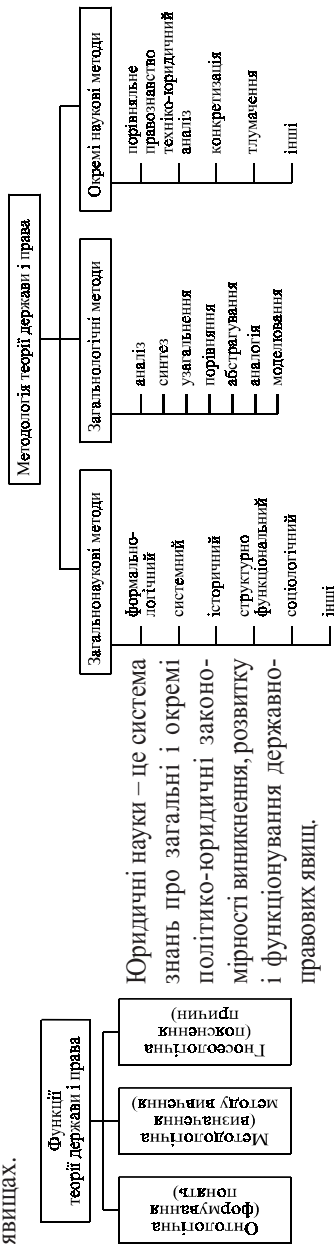 явищах.
Функції
теорії держави і права
Онтологічна
(формування
понять)
Методологічна
(визначення
методу вивчення)
Гносеологічна
(пояснення
причин)
Юридичні науки – це система
знань про загальні і окремі
політико-юридичні законо-
мірності виникнення, розвитку
і функціонування державно-
правових явищ.
Методологія теорії держави і права
Загальнонаукові методи
формально-
логічний
системний
історичний
структурно
функціональний
соціологічний
інші
Загальнологічні методи
аналіз
синтез
узагальнення
порівняння
абстрагування
аналогія
моделювання
Окремі наукові методи
порівняльне
правознавство
техніко-юридичний
аналіз
конкретизація
тлумачення
інші